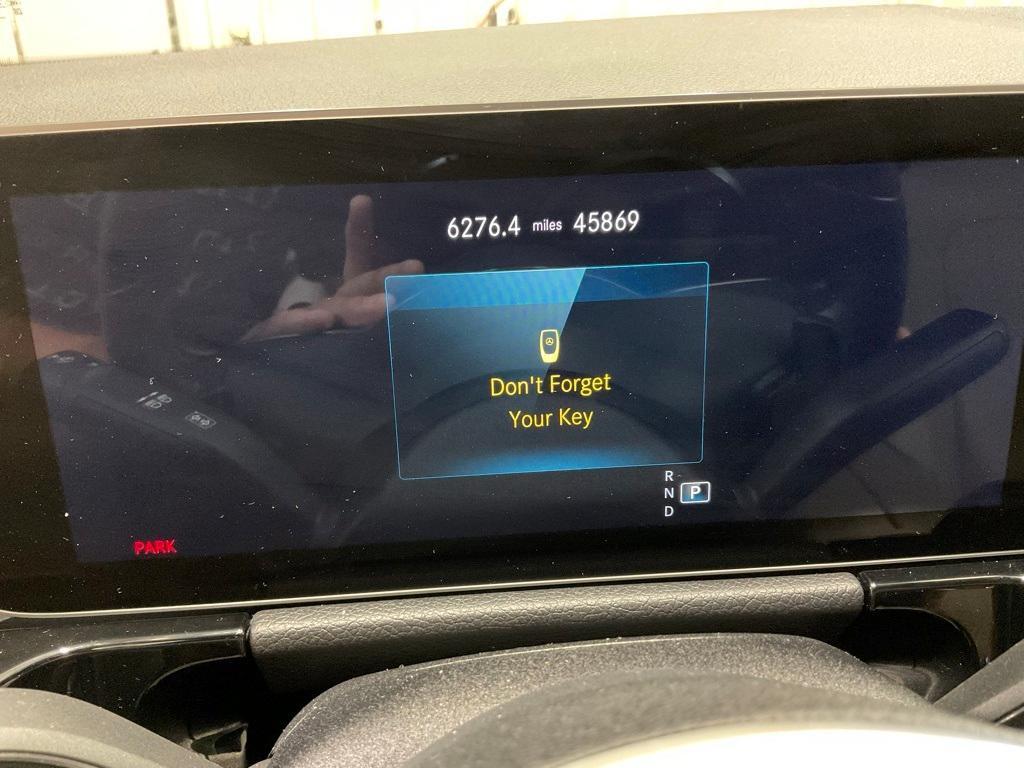 6276.4 miles 45869
Don't Forget
Your Key
R
N P
D
PARK